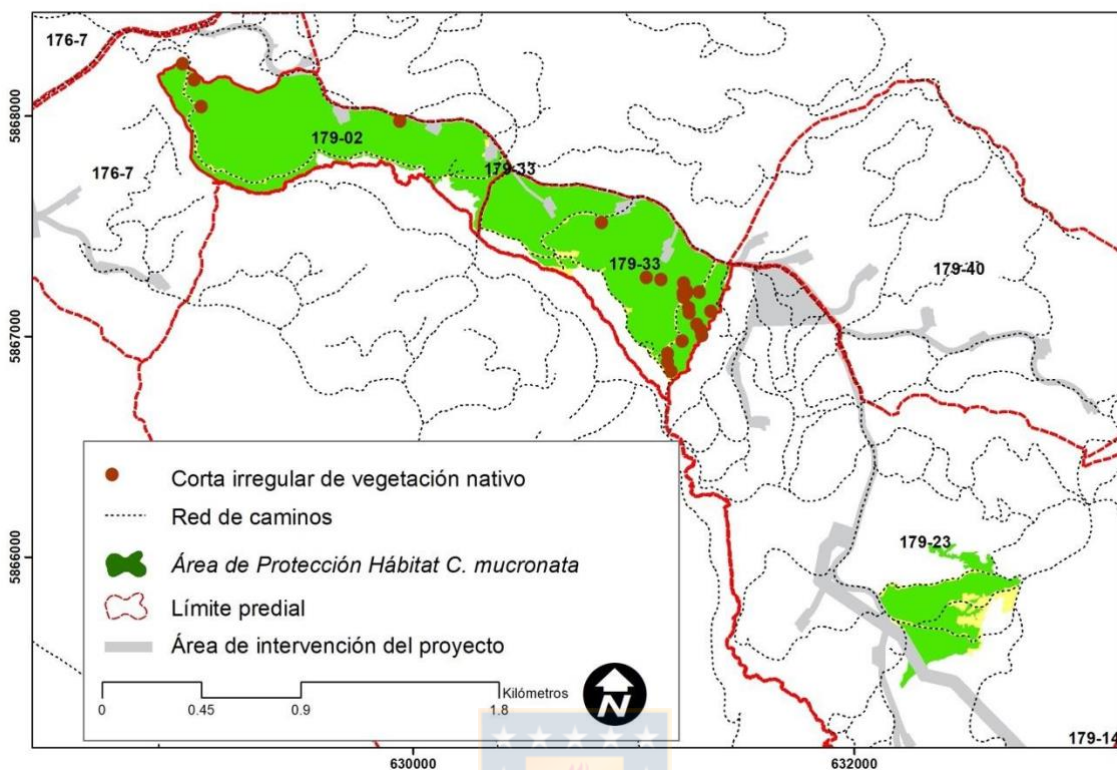 176-7
5868000
179-02
179-33
176-7
179-33
179-40
5867000
Corta irregular de vegetación nativo
Red de caminos
5866000
179-23
Área de Protección Hábitat C. mucronata
Límite predial
Área de intervención del proyecto
Kilómetros
0 0.45 0.9 1.8
N
179-14
630000
632000